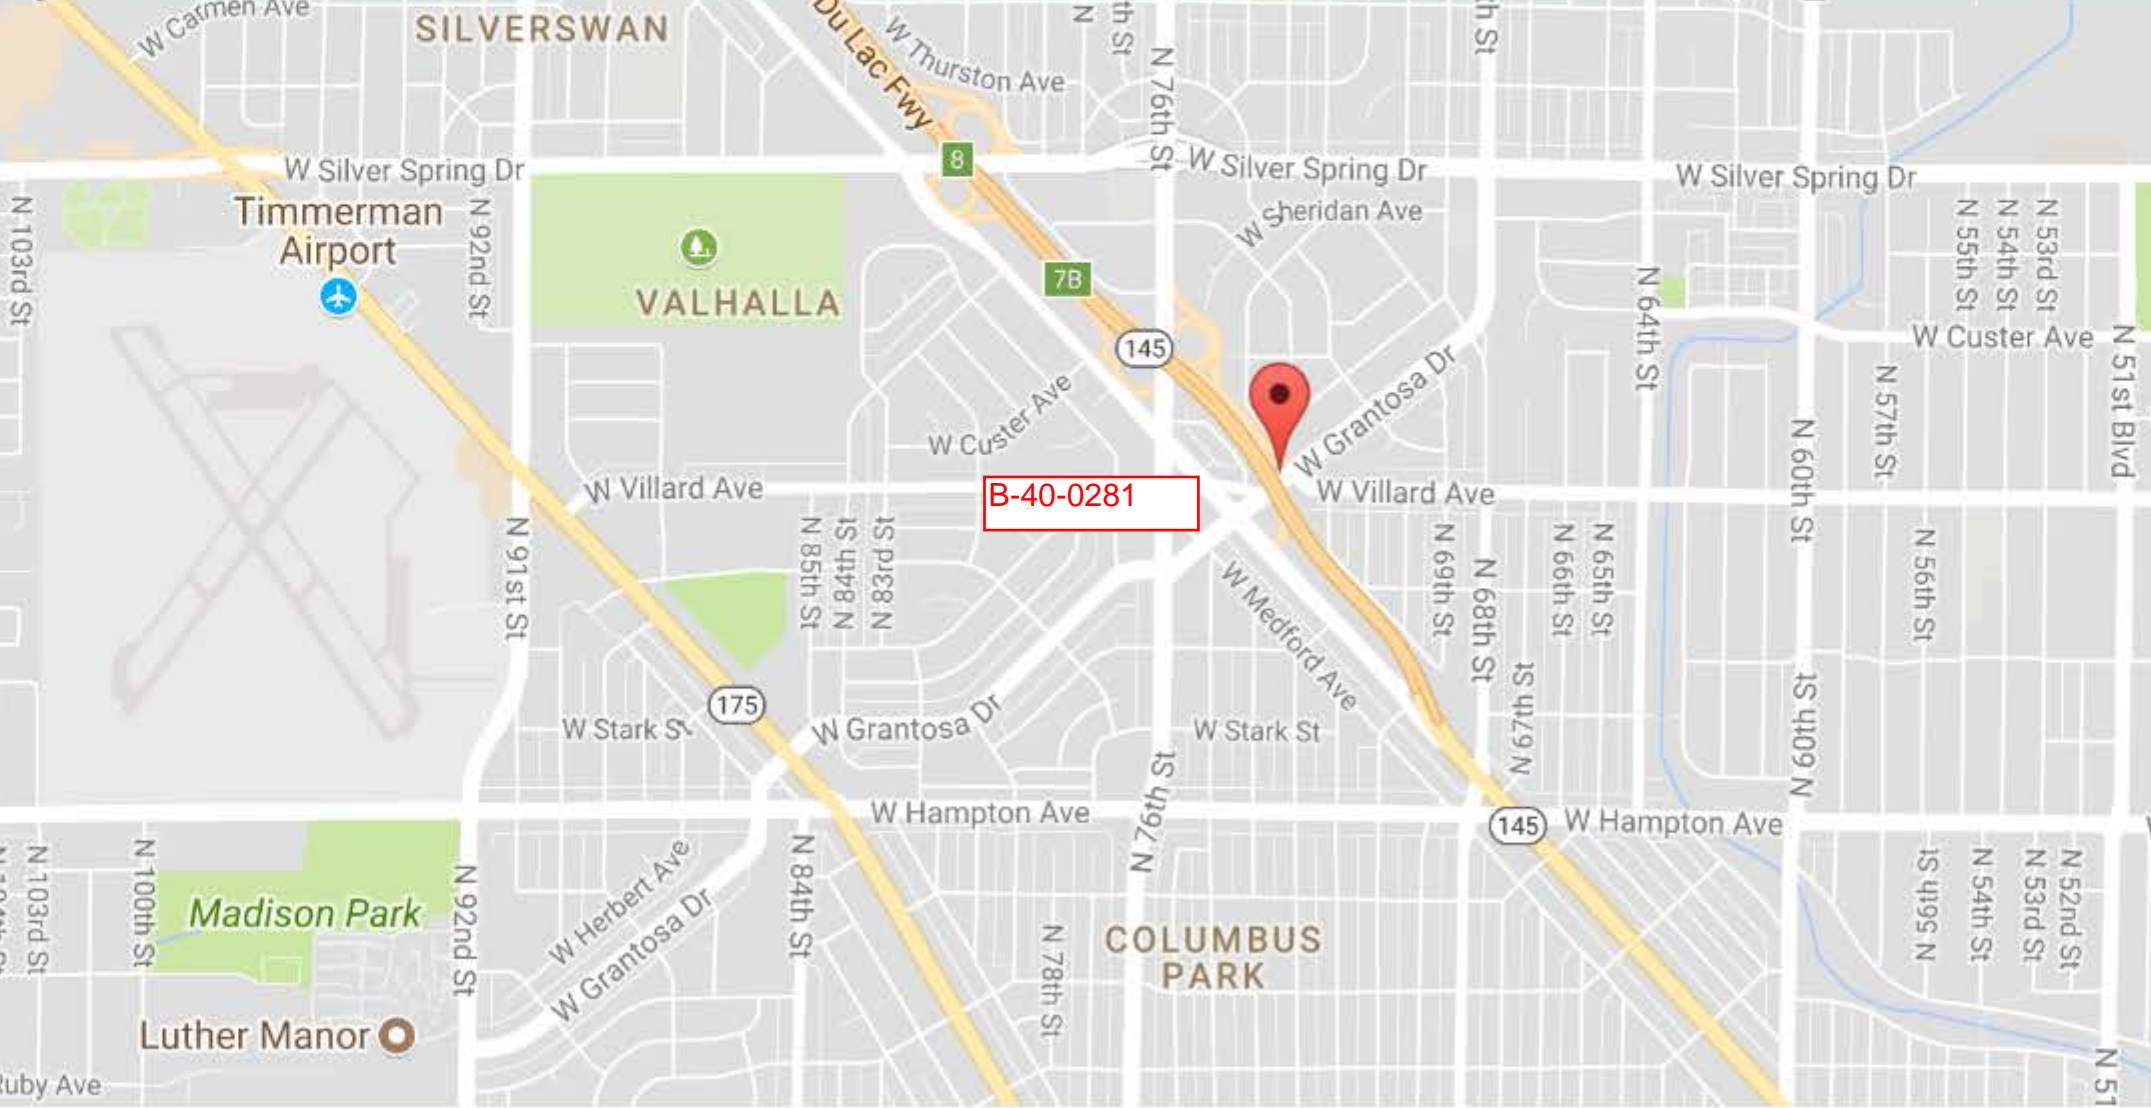 W Carmen Ave
SILVERSWAN
Du Lac Fwy
W Thurston Ave
N
th St
N 76th St
th St
8
W Silver Spring Dr
W Silver Spring Dr
W Silver Spring Dr
N 103rd St
Timmerman
Airport
N 92nd St
VALHALLA
7B
W Sheridan Ave
N 55th St
N 54th St
N 53rd St
145
N 64th St
W Custer Ave
N 51st Blvd
W Custer Ave
W Grantosa Dr
N 57th St
N 60th St
W Villard Ave
B-40-0281
W Villard Ave
N 91st St
N 85th St
N 84th St
N 83rd St
W Medford Ave
N 69th St
N 68th St
N 66th St
N 65th St
N 56th St
N 67th St
N 60th St
175
W Stark St
W Grantosa Dr
W Stark St
N 76th St
W Hampton Ave
145
W Hampton Ave
N 103rd St
N 100th St
Madison Park
N 92nd St
W Herbert Ave
W Grantosa Dr
N 84th St
N 78th St
COLUMBUS
PARK
N 56th St
N 54th St
N 53rd St
N 52nd St
Luther Manor
Ruby Ave
N 51